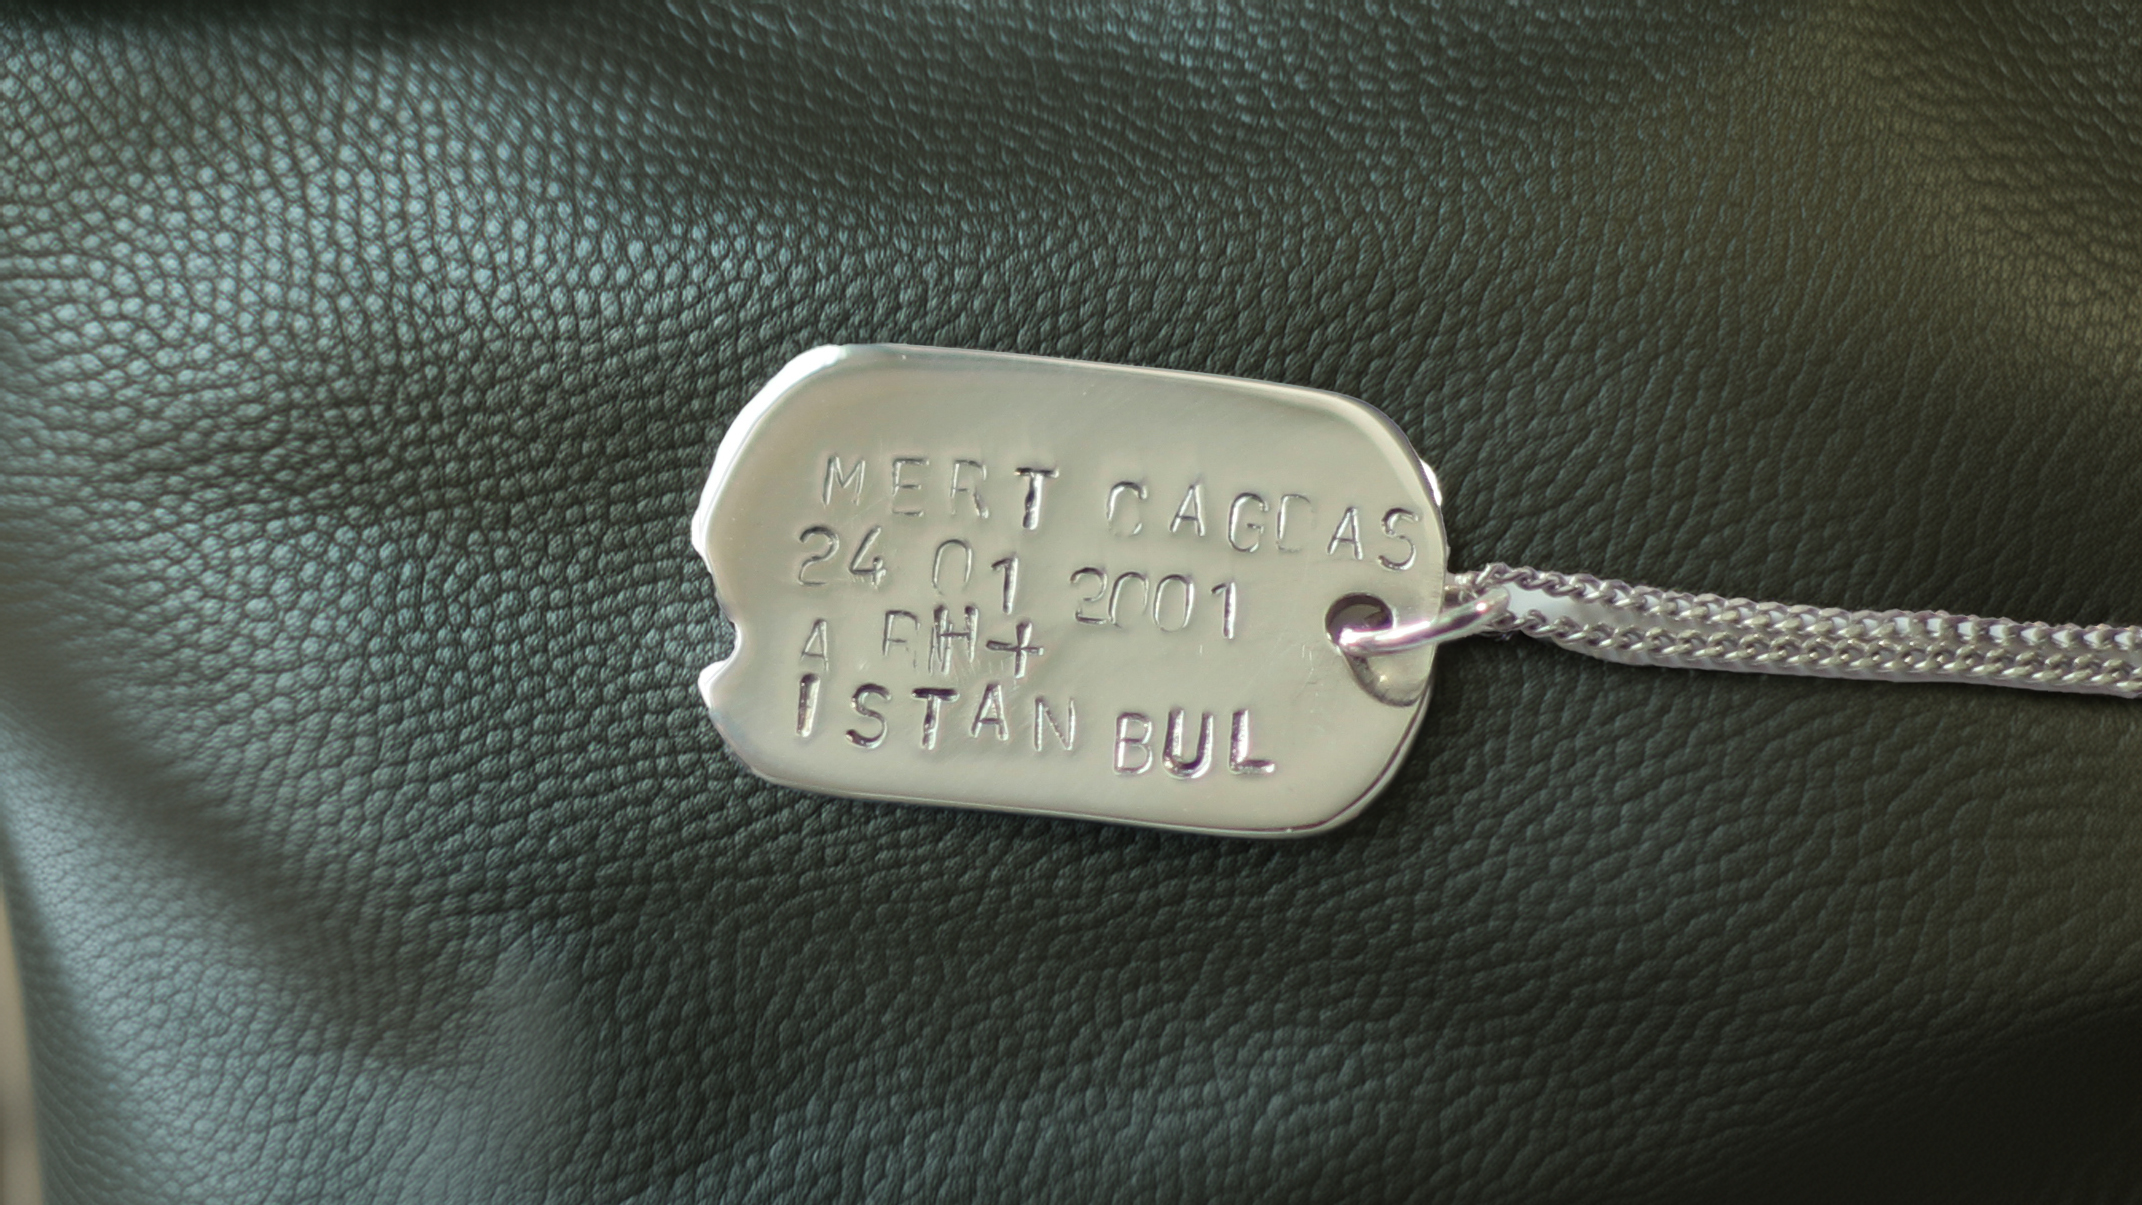 MERT CAGDAS
24 01 2001
A RH+
ISTANBUL